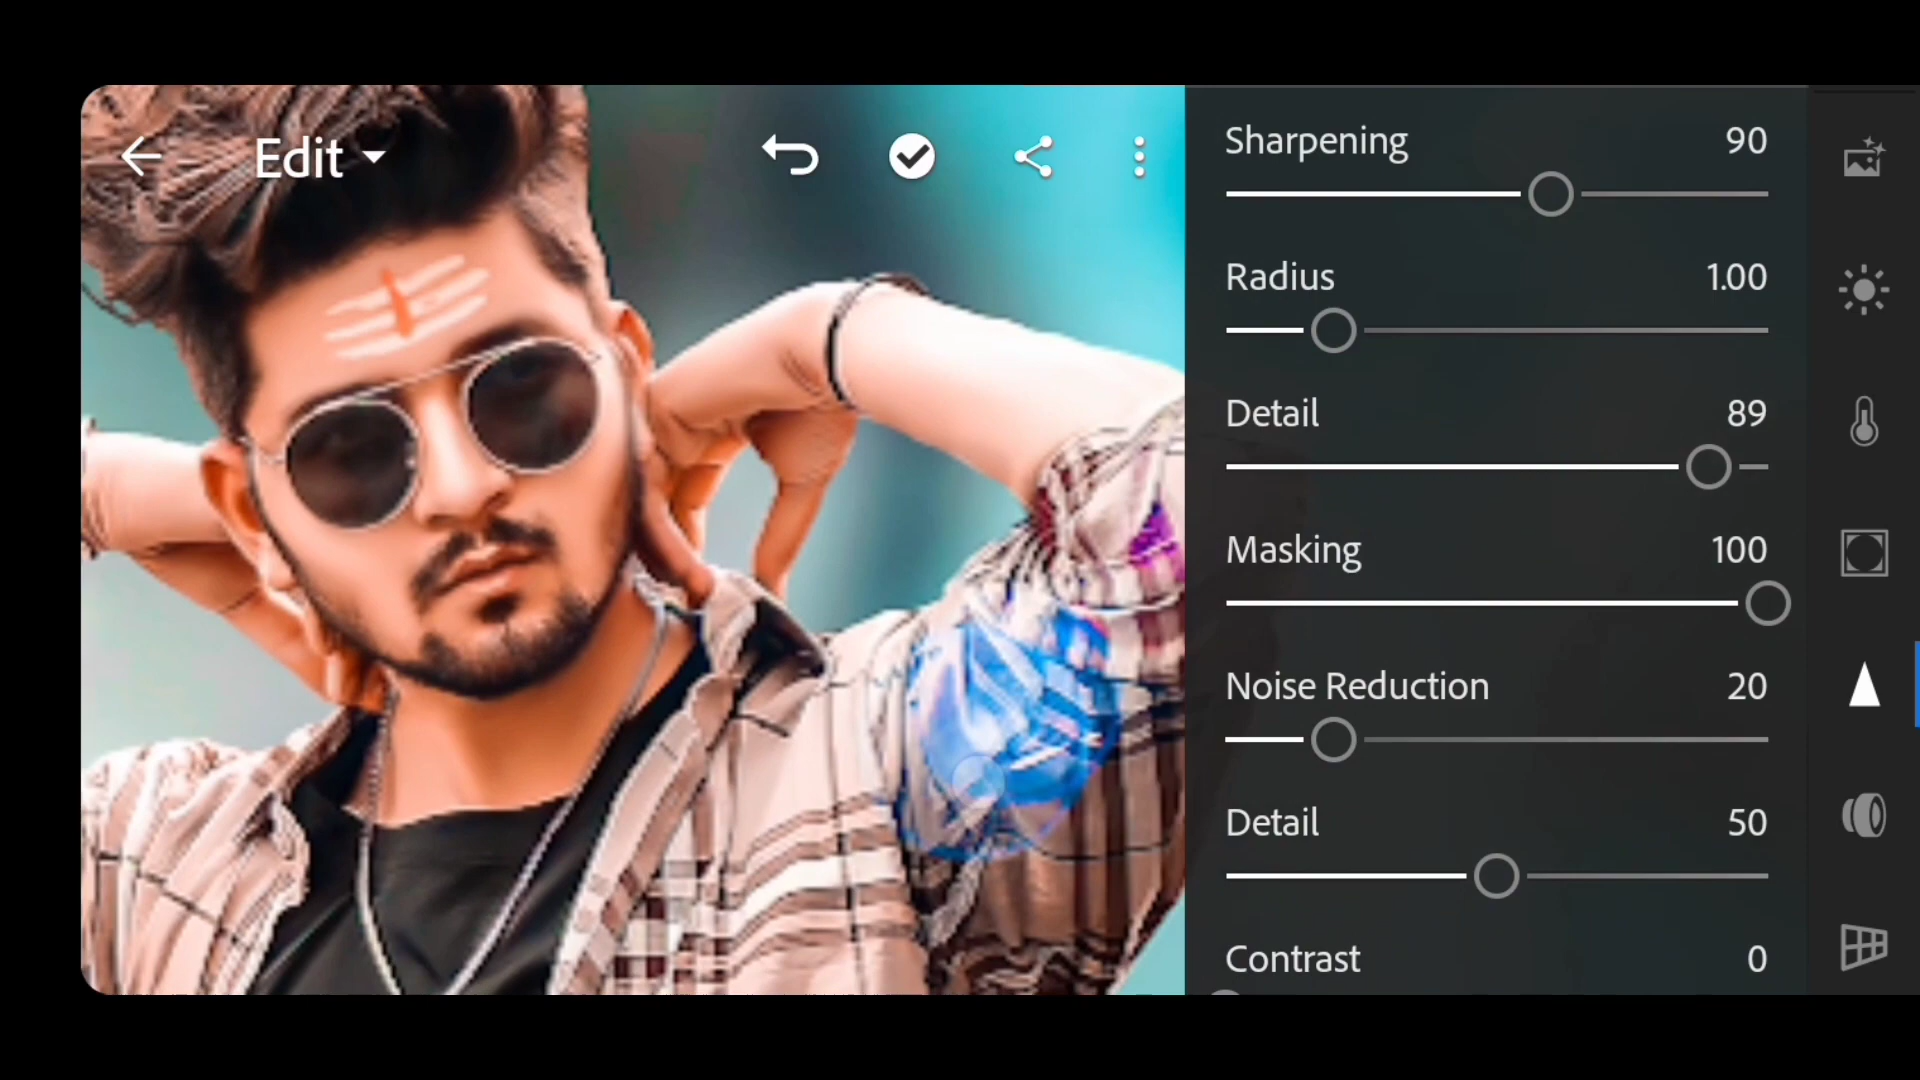 Edit
Sharpening 90
Radius 1.00
Detail 89
Masking 100
Noise Reduction 20
Detail 50
Contrast 0